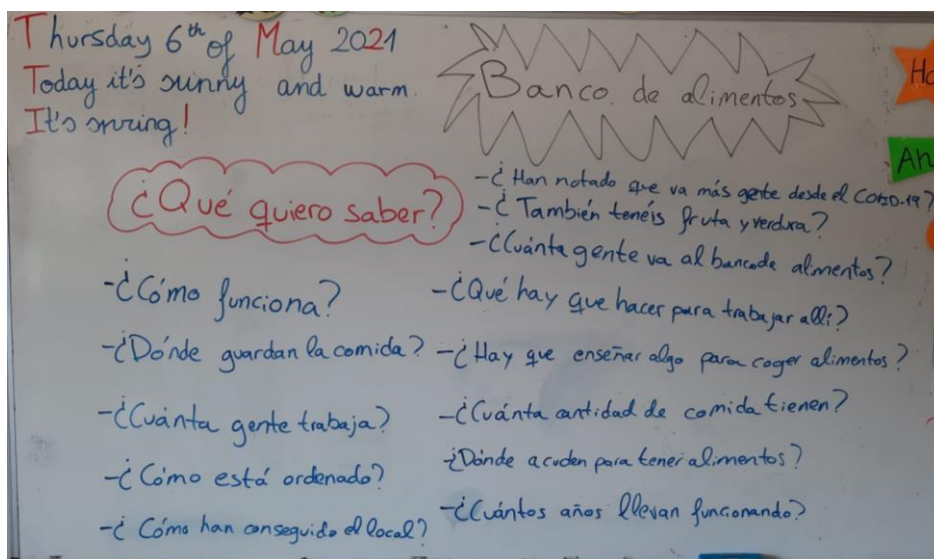 Thursday 6th of May 2021
Today it's sunny and warm.
It's spring!
Banco de alimentos
¿Qué quiero saber?
-¿Cómo funciona?
-¿Dónde guardan la comida?
-¿Cuánta gente trabaja?
-¿Cómo está ordenado?
-¿Cómo han conseguido el local?
-¿Han notado que va más gente desde el COVID-19?
-¿También tenéis fruta y verdura?
-¿Cuánta gente va al banco de alimentos?
-¿Qué hay que hacer para trabajar allí?
-¿Hay que enseñar algo para coger alimentos?
-¿Cuánta cantidad de comida tienen?
-¿Dónde acuden para tener alimentos?
-¿Cuántos años llevan funcionando?